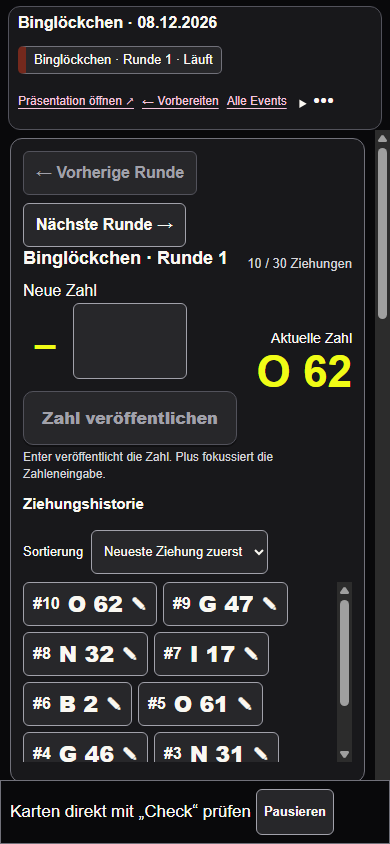 Binglöckchen · 08.12.2026
Binglöckchen · Runde 1 · Läuft
Präsentation öffnen ↗ ← Vorbereiten Alle Events ▶ •••
← Vorherige Runde
Nächste Runde →
Binglöckchen · Runde 1 10 / 30 Ziehungen
Neue Zahl
–
Aktuelle Zahl
O 62
Zahl veröffentlichen
Enter veröffentlicht die Zahl. Plus fokussiert die
Zahleneingabe.
Ziehungshistorie
Sortierung Neueste Ziehung zuerst
#10 O 62 #9 G 47
#8 N 32 #7 I 17
#6 B 2 #5 O 61
#4 G 46 #3 N 31
Karten direkt mit „Check“ prüfen Pausieren